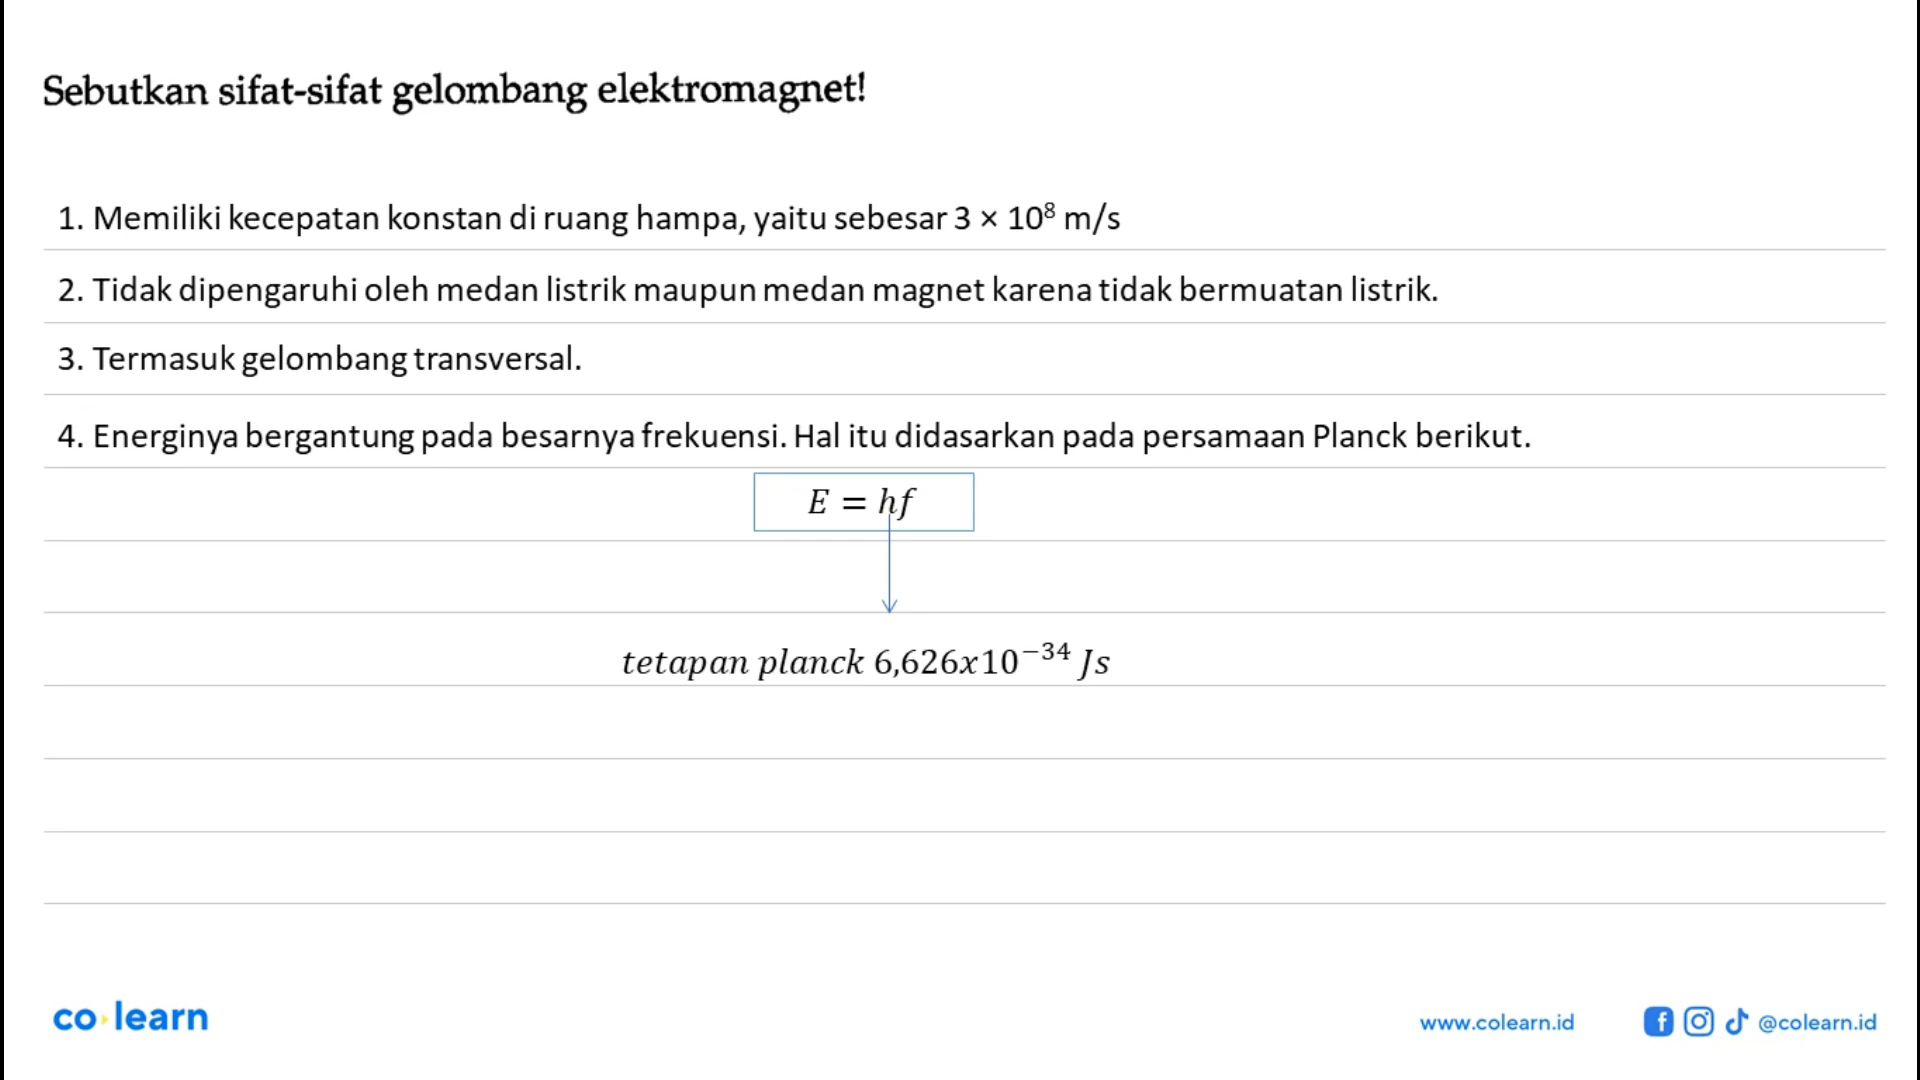 Sebutkan sifat-sifat gelombang elektromagnet!
1. Memiliki kecepatan konstan di ruang hampa, yaitu sebesar 3 × 10⁸ m/s
2. Tidak dipengaruhi oleh medan listrik maupun medan magnet karena tidak bermuatan listrik.
3. Termasuk gelombang transversal.
4. Energinya bergantung pada besarnya frekuensi. Hal itu didasarkan pada persamaan Planck berikut.
E = hf
tetapan planck 6,626x10⁻³⁴ Js
co learn
www.colearn.id
@colearn.id